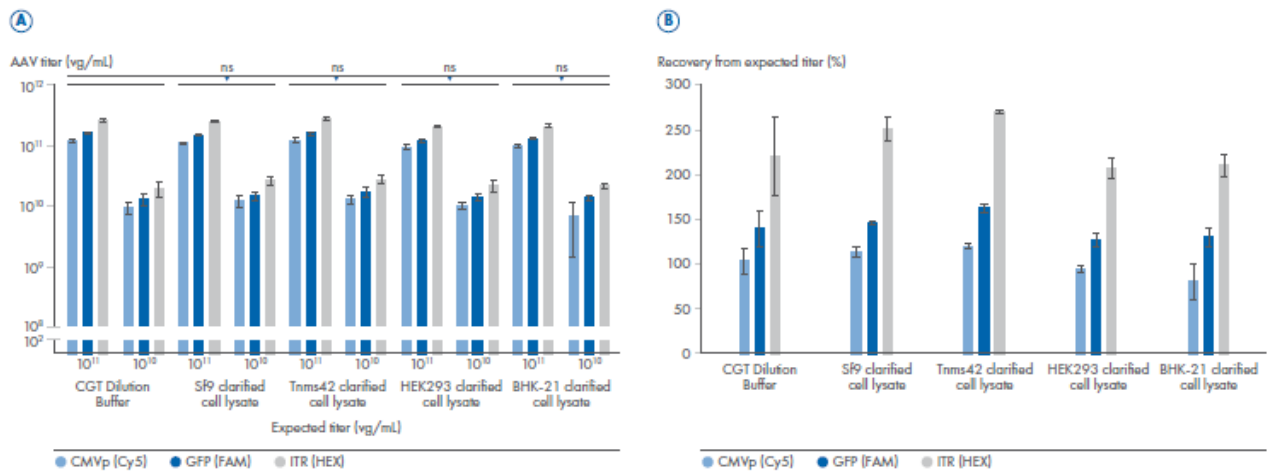 A
AAV titer (vg/mL)
ns ns ns ns
10¹²
10¹¹
10¹⁰
10⁹
10⁸
10²
10¹¹ 10¹⁰ 10¹¹ 10¹⁰ 10¹¹ 10¹⁰ 10¹¹ 10¹⁰ 10¹¹ 10¹⁰
CGT Dilution Sf9 clarified Tnms42 clarified HEK293 clarified BHK-21 clarified
Buffer cell lysate cell lysate cell lysate cell lysate
Expected titer (vg/mL)
CMVp (Cy5) GFP (FAM) ITR (HEX)
B
Recovery from expected titer (%)
300
250
200
150
100
50
0
CGT Dilution Sf9 clarified Tnms42 clarified HEK293 clarified BHK-21 clarified
Buffer cell lysate cell lysate cell lysate cell lysate
CMVp (Cy5) GFP (FAM) ITR (HEX)